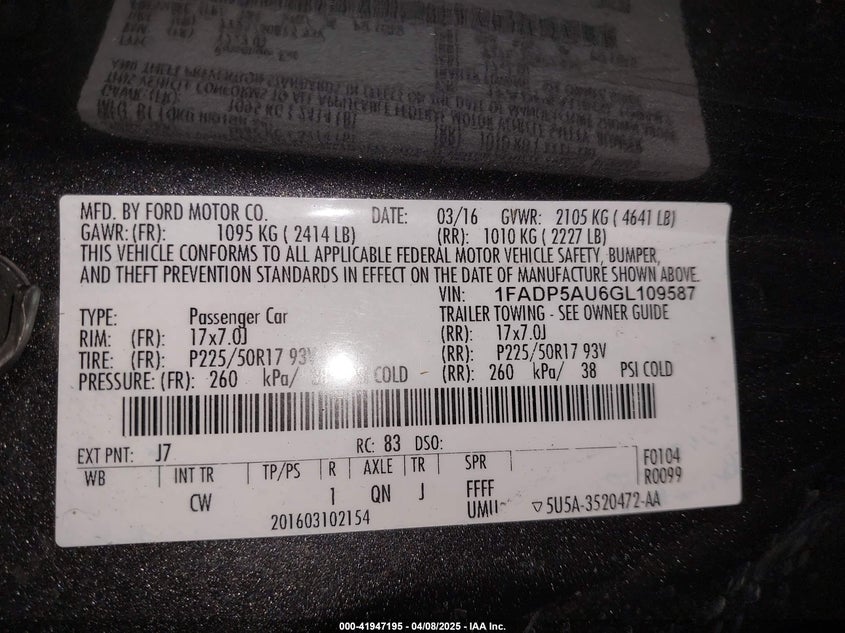 MFD. BY FORD MOTOR CO. DATE: 03/16 GVWR: 2105 KG ( 4641 LB)
GAWR: (FR): 1095 KG ( 2414 LB) (RR): 1010 KG ( 2227 LB)
THIS VEHICLE CONFORMS TO ALL APPLICABLE FEDERAL MOTOR VEHICLE SAFETY, BUMPER,
AND THEFT PREVENTION STANDARDS IN EFFECT ON THE DATE OF MANUFACTURE SHOWN ABOVE.
VIN: 1FADP5AU6GL109587
TYPE: Passenger Car TRAILER TOWING - SEE OWNER GUIDE
RIM: (FR): 17x7.0J (RR): 17x7.0J
TIRE: (FR): P225/50R17 93V (RR): P225/50R17 93V
PRESSURE: (FR): 260 kPa/ COLD (RR): 260 kPa/ 38 PSI COLD
EXT PNT: J7 RC: 83 DSO:
WB INT TR TP/PS R AXLE TR SPR F0104
R0099
CW 1 QN J FFFF
201603102154 UMII~ ▽5U5A-3520472-AA
000-41947195 - 04/08/2025 - IAA Inc.